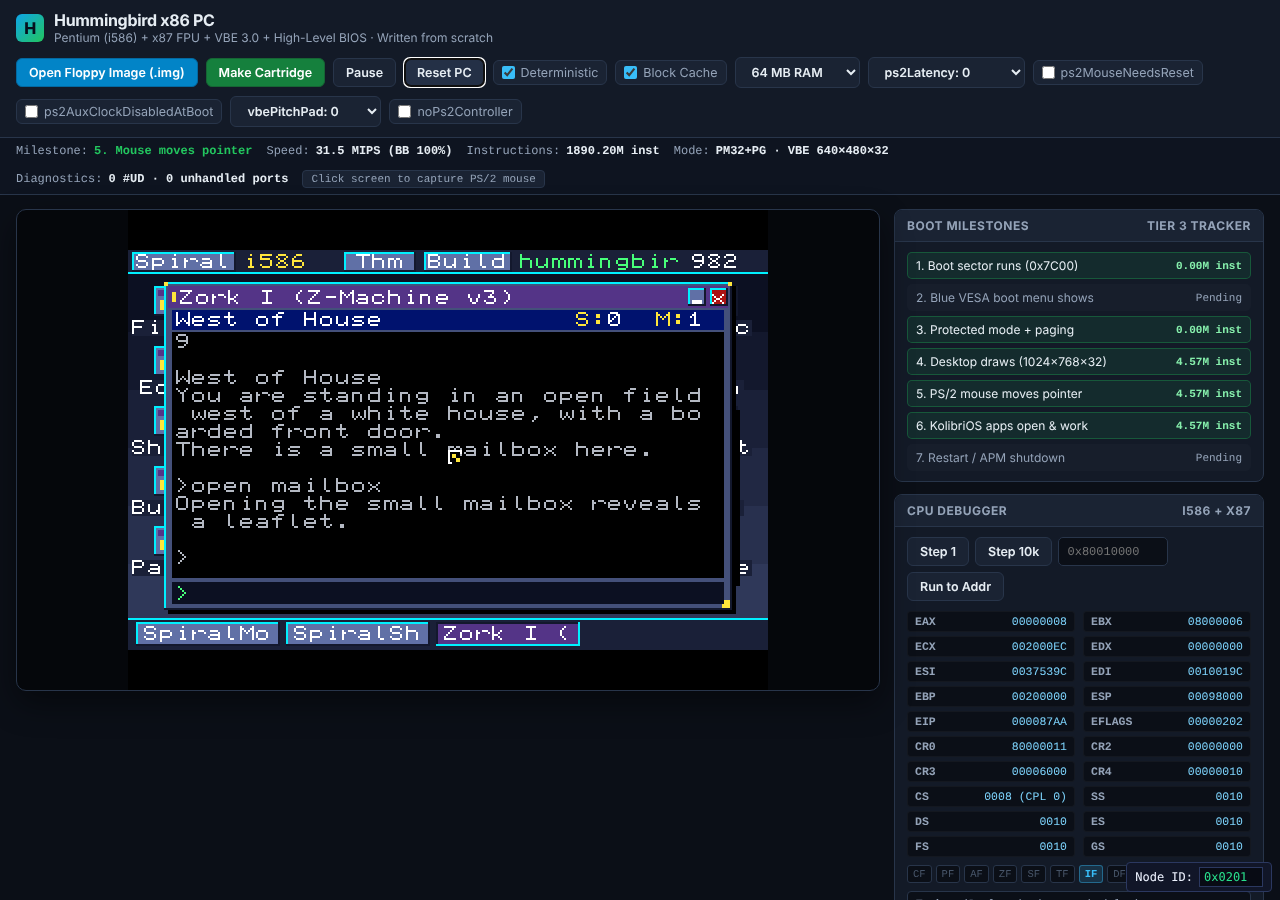 H
Hummingbird x86 PC
Pentium (i586) + x87 FPU + VBE 3.0 + High-Level BIOS · Written from scratch
Open Floppy Image (.img) Make Cartridge Pause Reset PC Deterministic Block Cache 64 MB RAM ps2Latency: 0 ps2MouseNeedsReset
ps2AuxClockDisabledAtBoot vbePitchPad: 0 noPs2Controller
Milestone: 5. Mouse moves pointer Speed: 31.5 MIPS (BB 100%) Instructions: 1890.20M inst Mode: PM32+PG · VBE 640×480×32
Diagnostics: 0 #UD · 0 unhandled ports Click screen to capture PS/2 mouse
Spiral i586 Thm Build hummingbir 982
Zork I (Z-Machine v3)
West of House S:0 M:1
9
West of House
You are standing in an open field
west of a white house, with a bo
arded front door.
There is a small mailbox here.
>open mailbox
Opening the small mailbox reveals
a leaflet.
>
>
Fi
Ed
Sh
Bu
Pa
c
t
e
SpiralMo SpiralSh Zork I (
BOOT MILESTONES TIER 3 TRACKER
1. Boot sector runs (0x7C00) 0.00M inst
2. Blue VESA boot menu shows Pending
3. Protected mode + paging 0.00M inst
4. Desktop draws (1024×768×32) 4.57M inst
5. PS/2 mouse moves pointer 4.57M inst
6. KolibriOS apps open & work 4.57M inst
7. Restart / APM shutdown Pending
CPU DEBUGGER I586 + X87
Step 1 Step 10k 0x80010000
Run to Addr
EAX 00000008 EBX 08000006
ECX 002000EC EDX 00000000
ESI 0037539C EDI 0010019C
EBP 00200000 ESP 00098000
EIP 000087AA EFLAGS 00000202
CR0 80000011 CR2 00000000
CR3 00006000 CR4 00000010
CS 0008 (CPL 0) SS 0010
DS 0010 ES 0010
FS 0010 GS 0010
CF PF AF ZF SF TF IF DF
Node ID: 0x0201